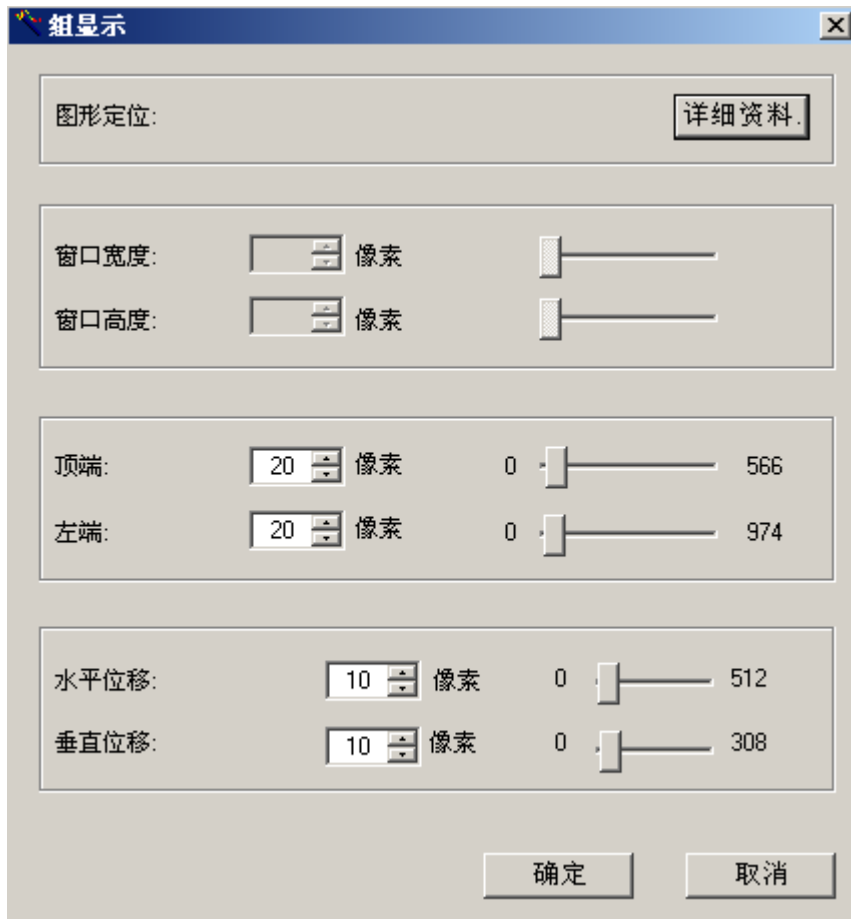 组显示
图形定位: 详细资料.
窗口宽度: 像素
窗口高度: 像素
顶端: 20 像素 0 566
左端: 20 像素 0 974
水平位移: 10 像素 0 512
垂直位移: 10 像素 0 308
确定 取消